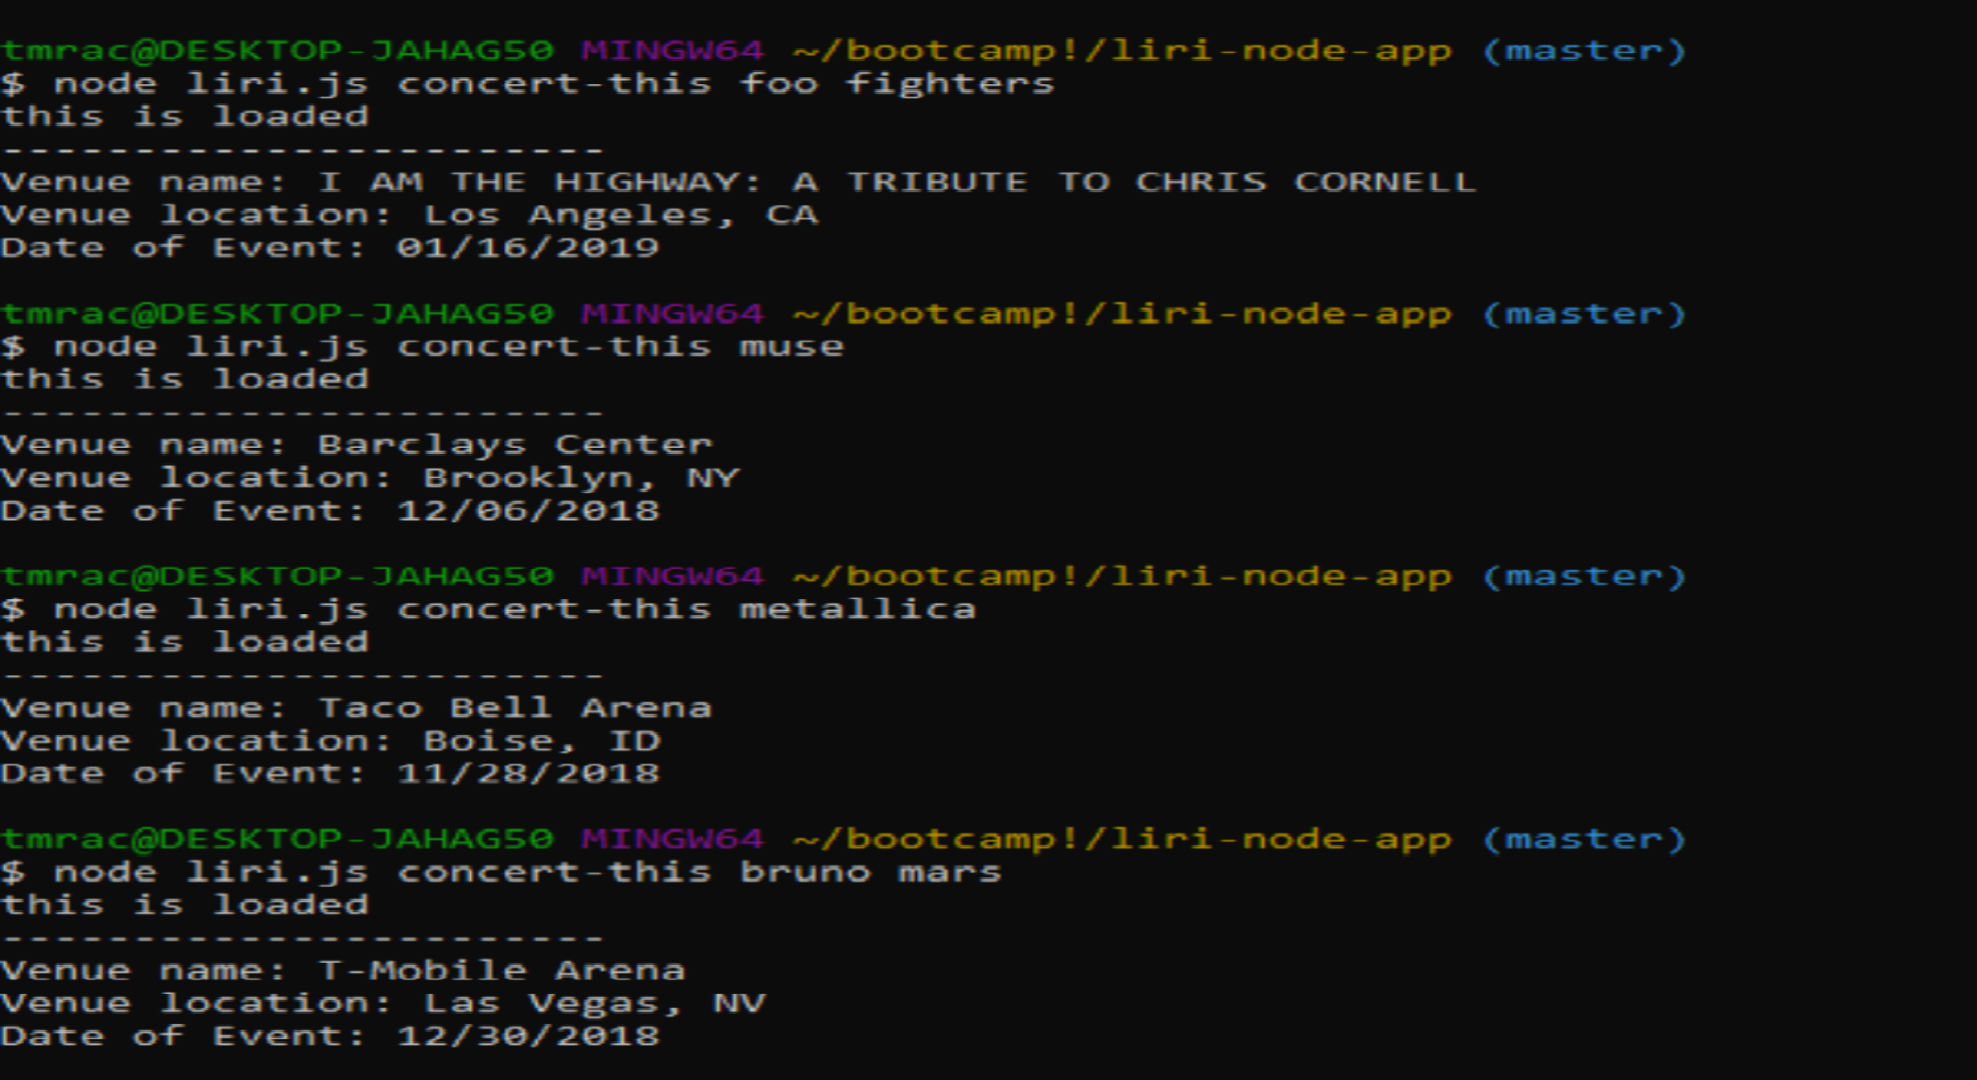 tmrac@DESKTOP-JAHAG50 MINGW64 ~/bootcamp!/liri-node-app (master)
$ node liri.js concert-this foo fighters
this is loaded
-----------------------
Venue name: I AM THE HIGHWAY: A TRIBUTE TO CHRIS CORNELL
Venue location: Los Angeles, CA
Date of Event: 01/16/2019
tmrac@DESKTOP-JAHAG50 MINGW64 ~/bootcamp!/liri-node-app (master)
$ node liri.js concert-this muse
this is loaded
-----------------------
Venue name: Barclays Center
Venue location: Brooklyn, NY
Date of Event: 12/06/2018
tmrac@DESKTOP-JAHAG50 MINGW64 ~/bootcamp!/liri-node-app (master)
$ node liri.js concert-this metallica
this is loaded
-----------------------
Venue name: Taco Bell Arena
Venue location: Boise, ID
Date of Event: 11/28/2018
tmrac@DESKTOP-JAHAG50 MINGW64 ~/bootcamp!/liri-node-app (master)
$ node liri.js concert-this bruno mars
this is loaded
-----------------------
Venue name: T-Mobile Arena
Venue location: Las Vegas, NV
Date of Event: 12/30/2018